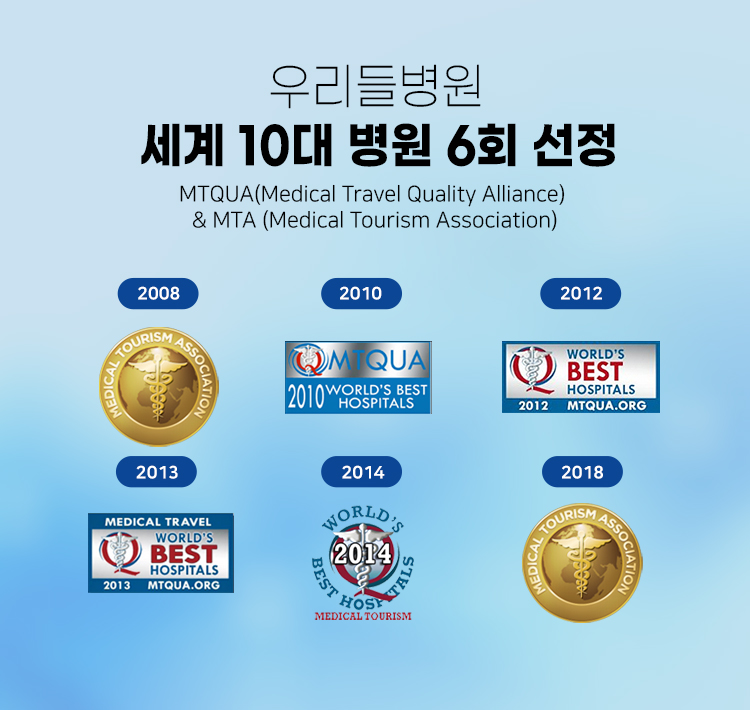 우리들병원
세계 10대 병원 6회 선정
MTQUA(Medical Travel Quality Alliance)
& MTA (Medical Tourism Association)
2008
2010
2012
MEDICAL TOURISM ASSOCIATION
MTQUA
2010 WORLD'S BEST
HOSPITALS
WORLD'S
BEST
HOSPITALS
2012 MTQUA.ORG
2013
2014
2018
MEDICAL TRAVEL
WORLD'S
BEST
HOSPITALS
2013 MTQUA.ORG
WORLD'S
2014
BEST HOSPITALS
MEDICAL TOURISM
MEDICAL TOURISM ASSOCIATION